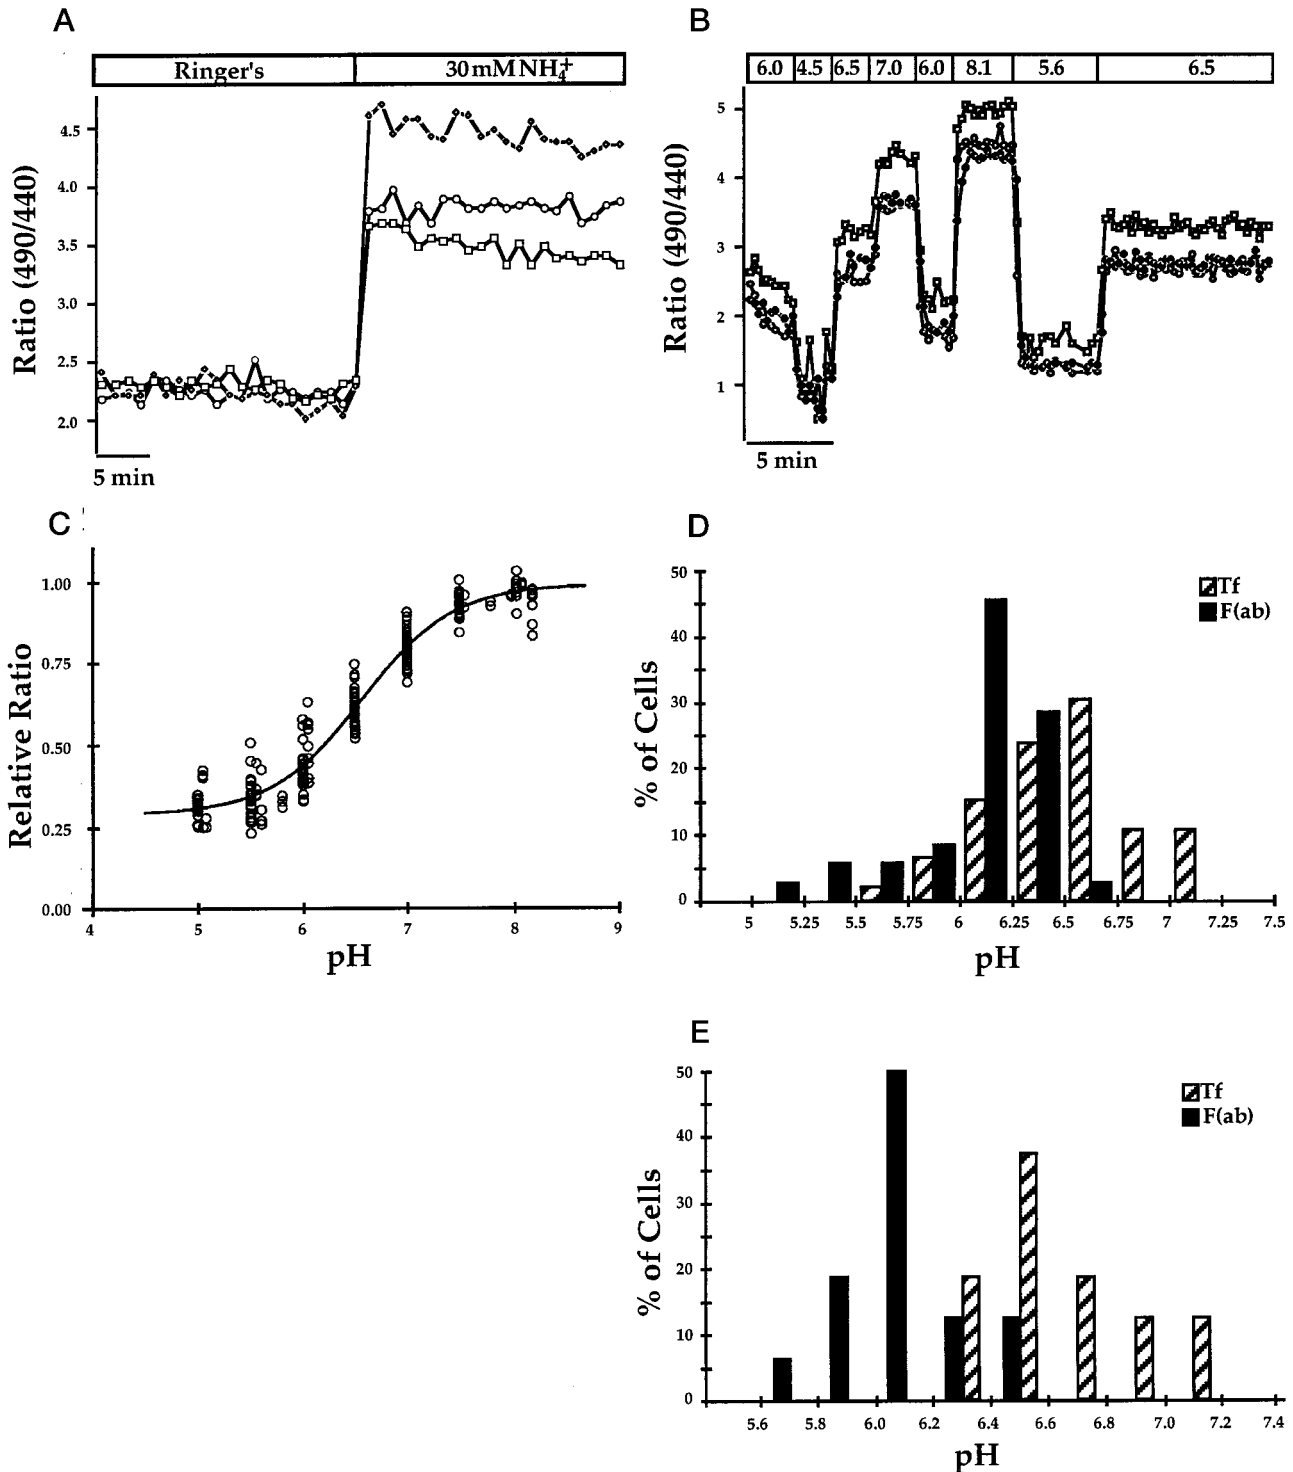 A
Ringer's
30 mM NH4+
Ratio (490/440)
4.5
4.0
3.5
3.0
2.5
2.0
5 min
B
6.0 4.5 6.5 7.0 6.0 8.1 5.6 6.5
Ratio (490/440)
5
4
3
2
1
5 min
C
Relative Ratio
1.00
0.75
0.50
0.25
0.00
4 5 6 7 8 9
pH
D
% of Cells
50
40
30
20
10
0
Tf
F(ab)
5 5.25 5.5 5.75 6 6.25 6.5 6.75 7 7.25 7.5
pH
E
% of Cells
50
40
30
20
10
0
Tf
F(ab)
5.6 5.8 6.0 6.2 6.4 6.6 6.8 7.0 7.2 7.4
pH